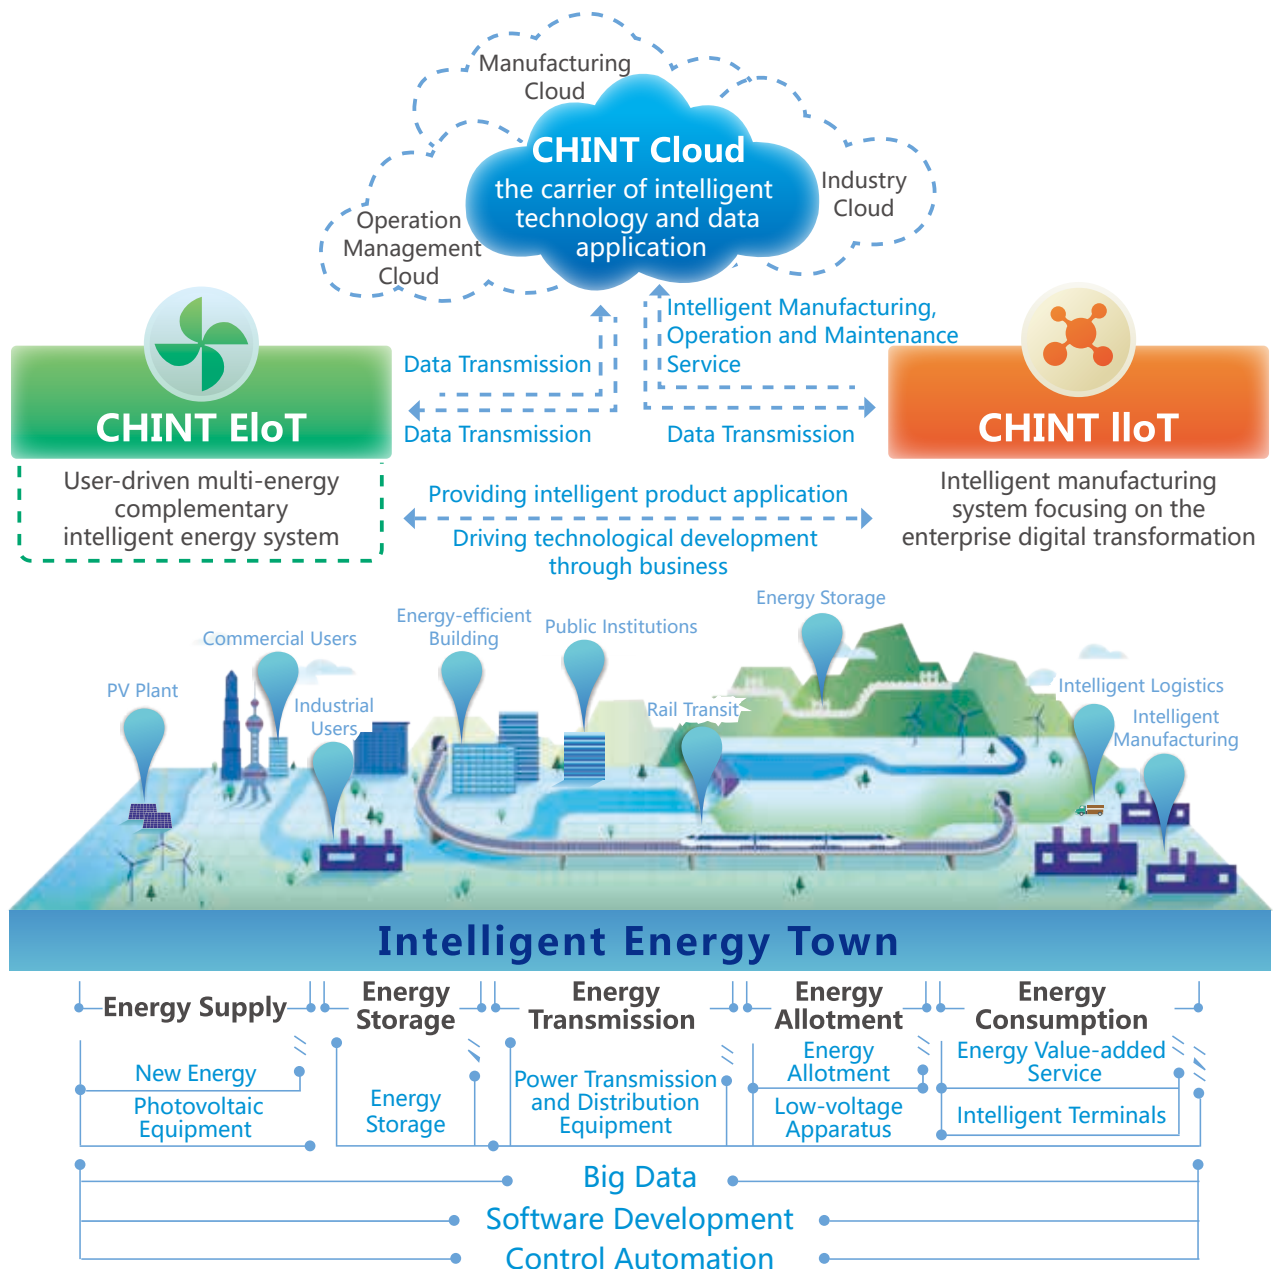 Manufacturing
Cloud
CHINT Cloud
the carrier of intelligent
technology and data
application
Industry
Cloud
Operation
Management
Cloud
Intelligent Manufacturing,
Operation and Maintenance
Service
Data Transmission
Data Transmission
Data Transmission
CHINT EloT
User-driven multi-energy
complementary
intelligent energy system
CHINT lloT
Intelligent manufacturing
system focusing on the
enterprise digital transformation
Providing intelligent product application
Driving technological development
through business
PV Plant
Commercial Users
Industrial
Users
Energy-efficient
Building
Public Institutions
Rail Transit
Energy Storage
Intelligent Logistics
Intelligent
Manufacturing
Intelligent Energy Town
Energy Supply
New Energy
Photovoltaic
Equipment
Energy
Storage
Energy
Storage
Energy
Transmission
Power Transmission
and Distribution
Equipment
Energy
Allotment
Energy
Allotment
Low-voltage
Apparatus
Energy
Consumption
Energy Value-added
Service
Intelligent Terminals
Big Data
Software Development
Control Automation